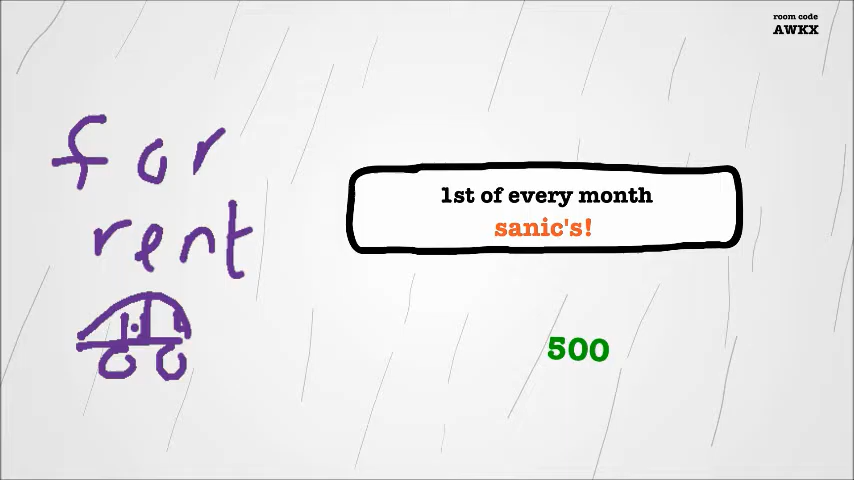 room code
AWKX
for
rent
1st of every month
sanic's!
500